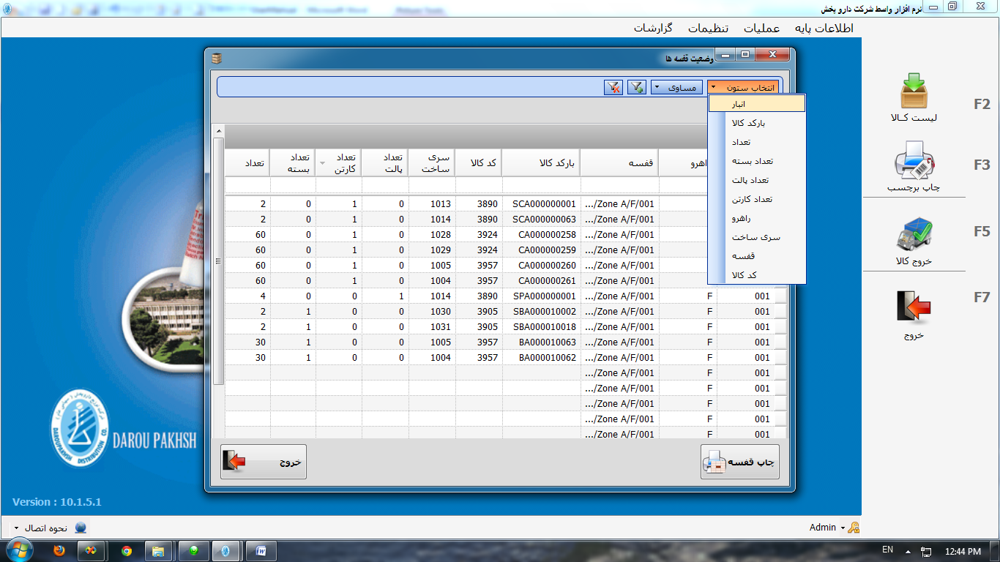 نرم افزار واسط شرکت دارو بخش
اطلاعات پایه عملیات تنظیمات گزارشات
وضعیت قفسه ها
انتخاب ستون مساوی
انبار
بارکد کالا
تعداد
تعداد بسته
تعداد پالت
تعداد کارتن
راهرو
سری ساخت
قفسه
کد کالا
اهرو قفسه بارکد کالا کد کالا سری ساخت تعداد پالت تعداد کارتن تعداد بسته تعداد
.../Zone A/F/001 SCA000000001 3890 1013 0 1 0 2
.../Zone A/F/001 SCA000000063 3890 1014 0 1 0 2
.../Zone A/F/001 CA000000258 3924 1028 0 1 0 60
.../Zone A/F/001 CA000000259 3924 1029 0 1 0 60
.../Zone A/F/001 CA000000260 3957 1005 0 1 0 60
.../Zone A/F/001 CA000000261 3957 1004 0 1 0 60
001 F .../Zone A/F/001 SPA000000001 3890 1014 1 0 0 4
001 F .../Zone A/F/001 SBA000010002 3905 1030 0 0 1 2
001 F .../Zone A/F/001 SBA000010018 3905 1031 0 0 1 2
001 F .../Zone A/F/001 BA000010063 3957 1005 0 0 1 30
001 F .../Zone A/F/001 BA000010062 3957 1004 0 0 1 30
001 F .../Zone A/F/001
001 F .../Zone A/F/001
001 F .../Zone A/F/001
001 F .../Zone A/F/001
001 F .../Zone A/F/001
چاپ قفسه خروج
F2
لیست کـالا
F3
چاپ برچسب
F5
خروج کالا
F7
خروج
DAROU PAKHSH
DAROUPAKHSH DISTRIBUTION CO.
Version : 10.1.5.1
Admin نحوه اتصال
EN 12:44 PM